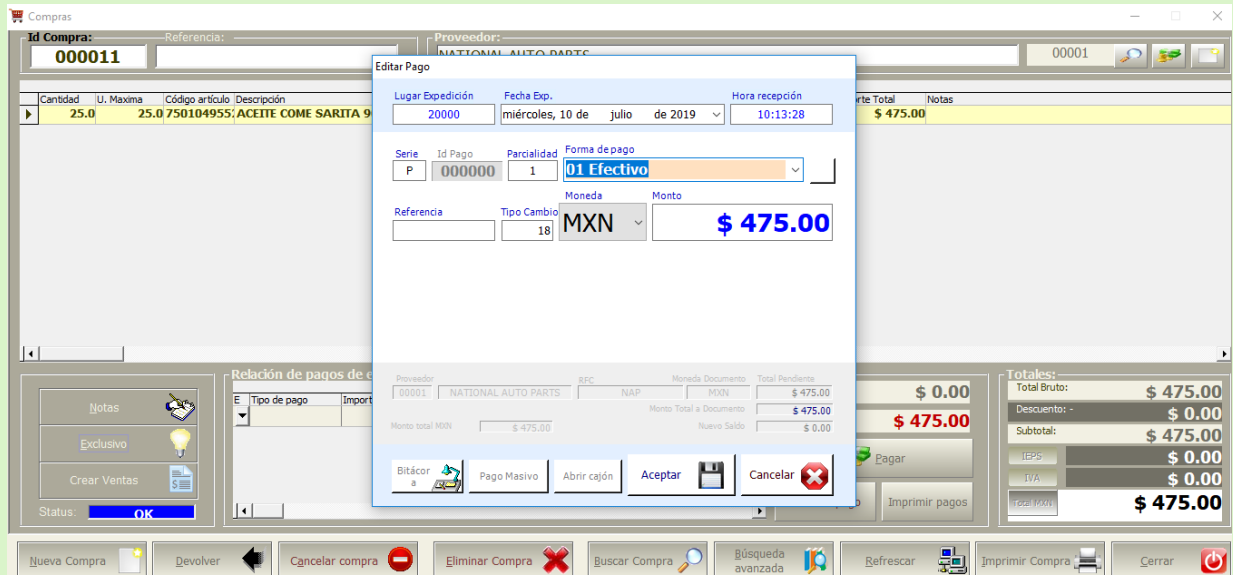 Compras
Id Compra: Referencia: Proveedor:
000011 NATIONAL AUTO PARTS 00001
Editar Pago
Lugar Expedición Fecha Exp. Hora recepción
20000 miércoles, 10 de julio de 2019 10:13:28
Cantidad U. Maxima Código artículo Descripción rte Total Notas
25.0 25.0 750104955 ACEITE COME SARITA 9 $ 475.00
Serie Id Pago Parcialidad Forma de pago
P 000000 1 01 Efectivo
Moneda Monto
Referencia Tipo Cambio
18 MXN $ 475.00
Relación de pagos de e
E Tipo de pago Import
Proveedor RFC Moneda Documento Total Pendiente
00001 NATIONAL AUTO PARTS NAP MXN $ 475.00
Monto Total a Documento $ 475.00
Monto total MXN $ 475.00 Nuevo Saldo $ 0.00
Bitácor
a
Pago Masivo Abrir cajón Aceptar Cancelar
Notas
Exclusivo
Crear Ventas
Status: OK
$ 0.00
$ 475.00
Pagar
go Imprimir pagos
Totales:
Total Bruto: $ 475.00
Descuento: - $ 0.00
Subtotal: $ 475.00
IEPS $ 0.00
IVA $ 0.00
Total MXN $ 475.00
Nueva Compra Devolver Cancelar compra Eliminar Compra Buscar Compra Búsqueda
avanzada
Refrescar Imprimir Compra Cerrar